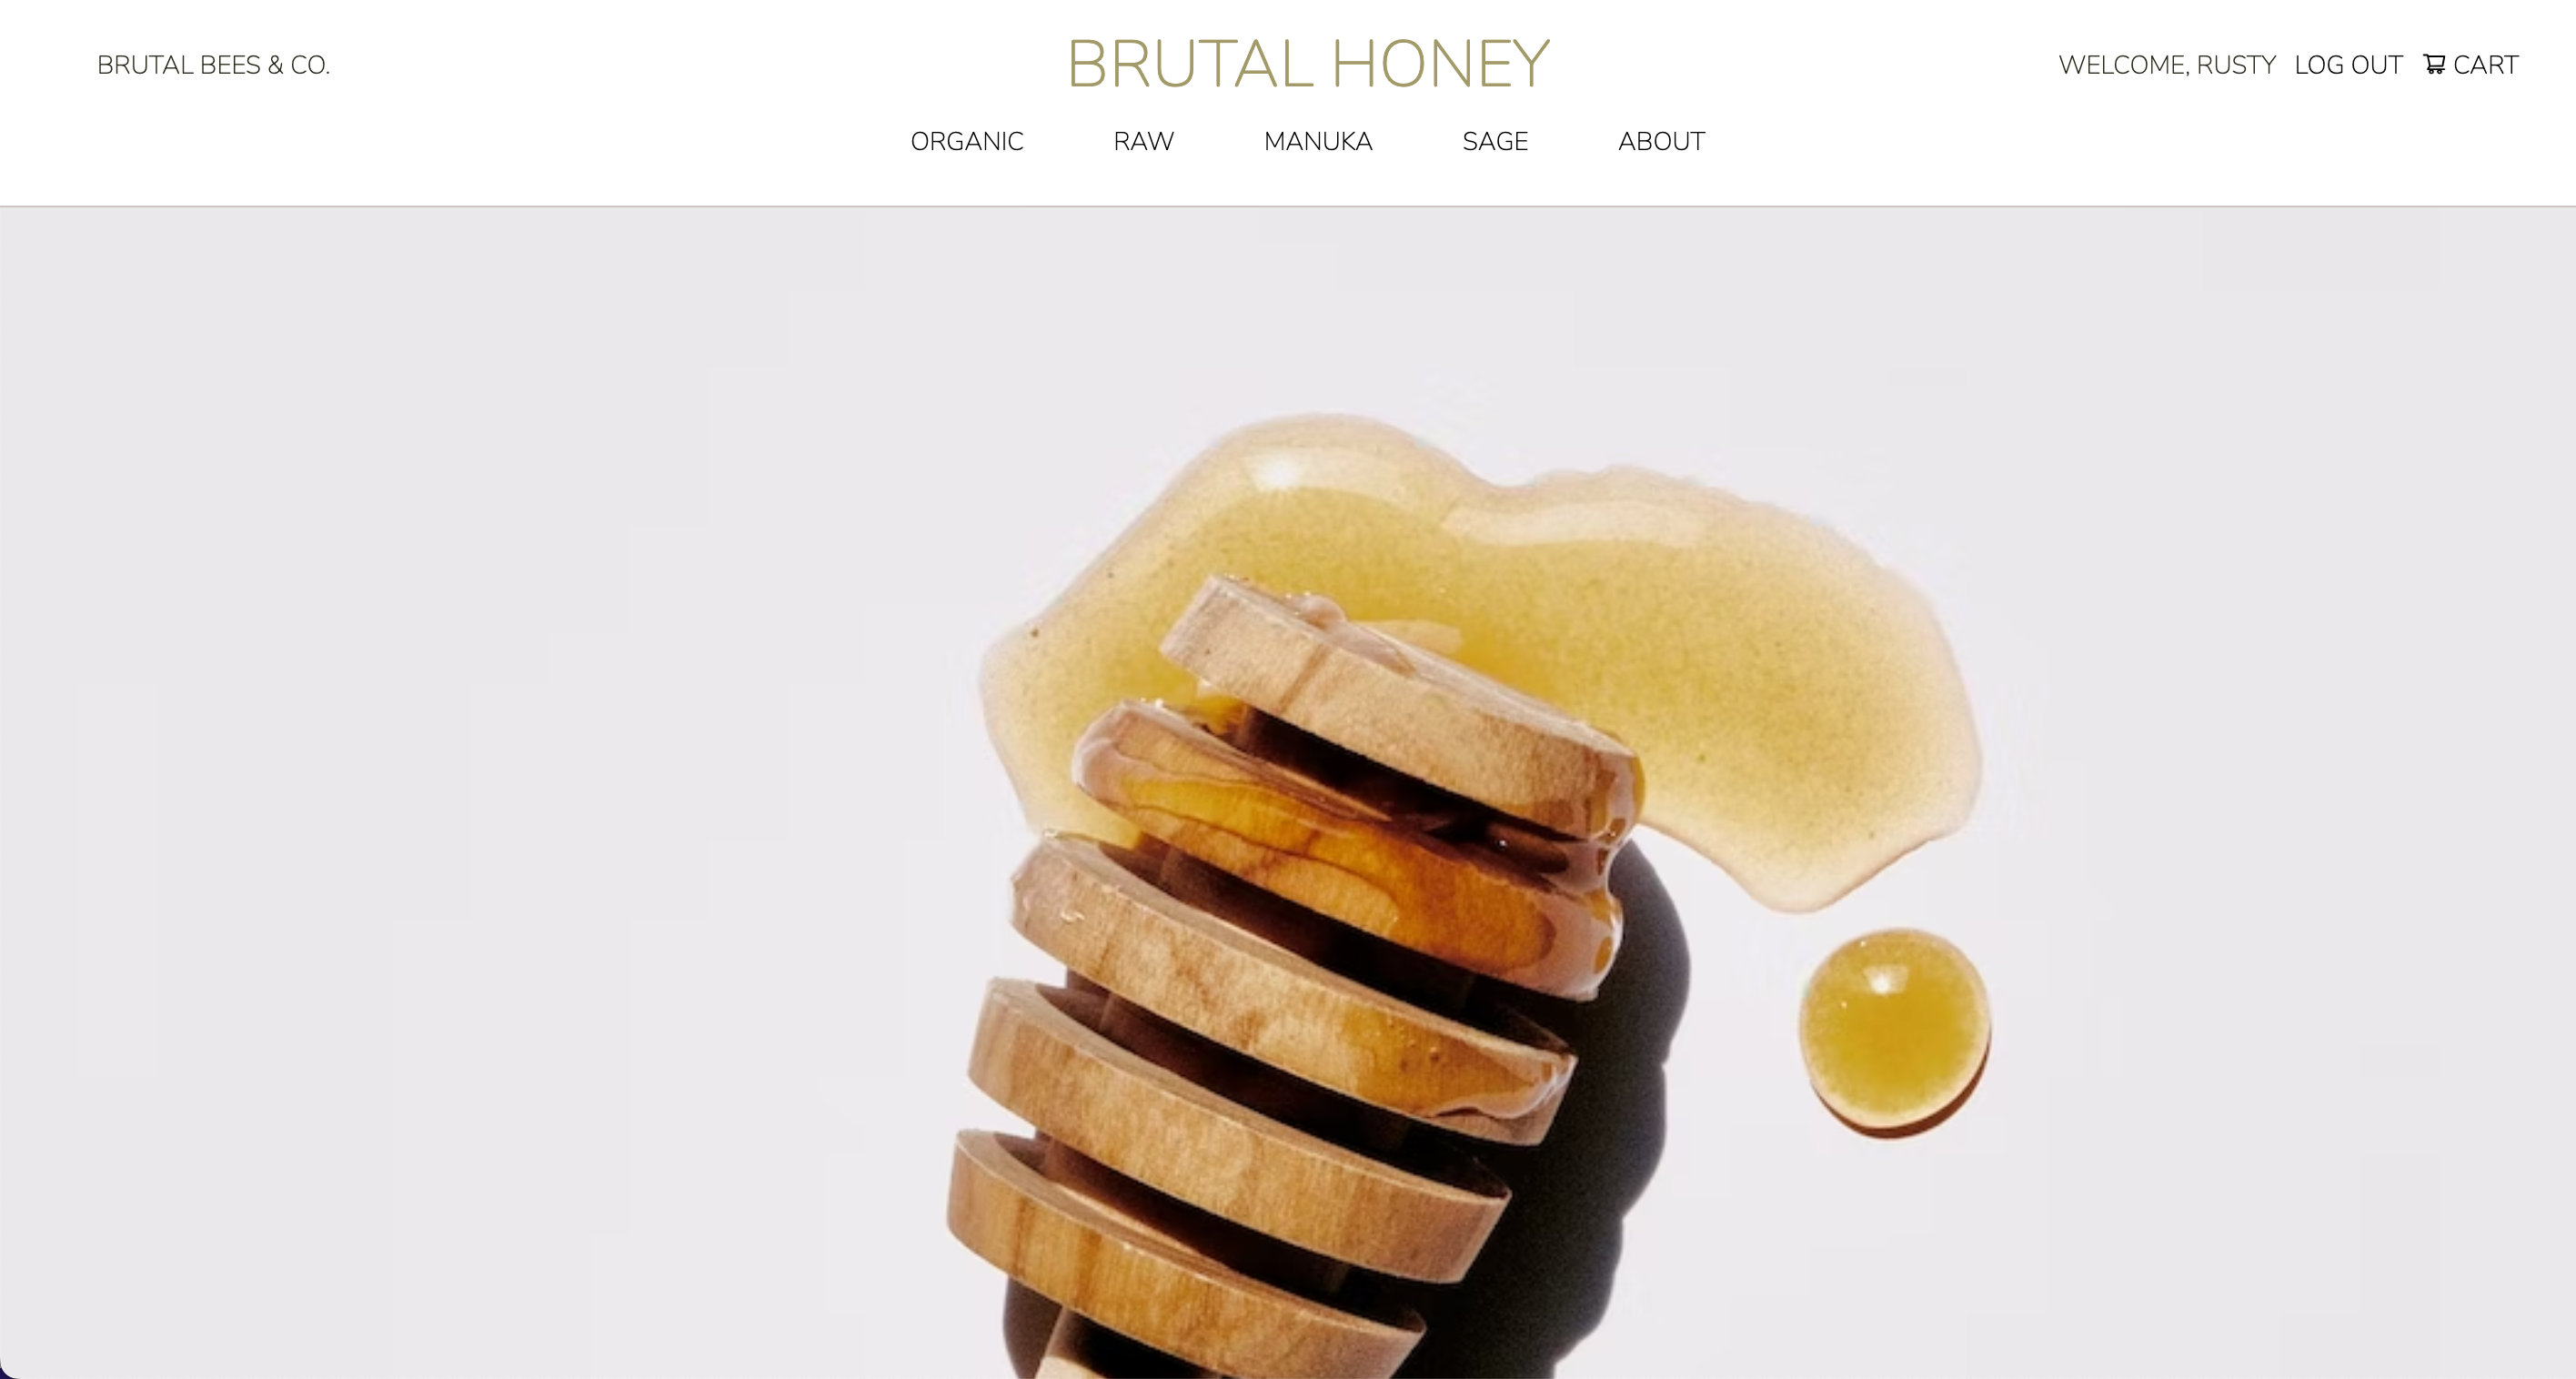 BRUTAL BEES & CO.
BRUTAL HONEY
WELCOME, RUSTY LOG OUT CART
ORGANIC RAW MANUKA SAGE ABOUT